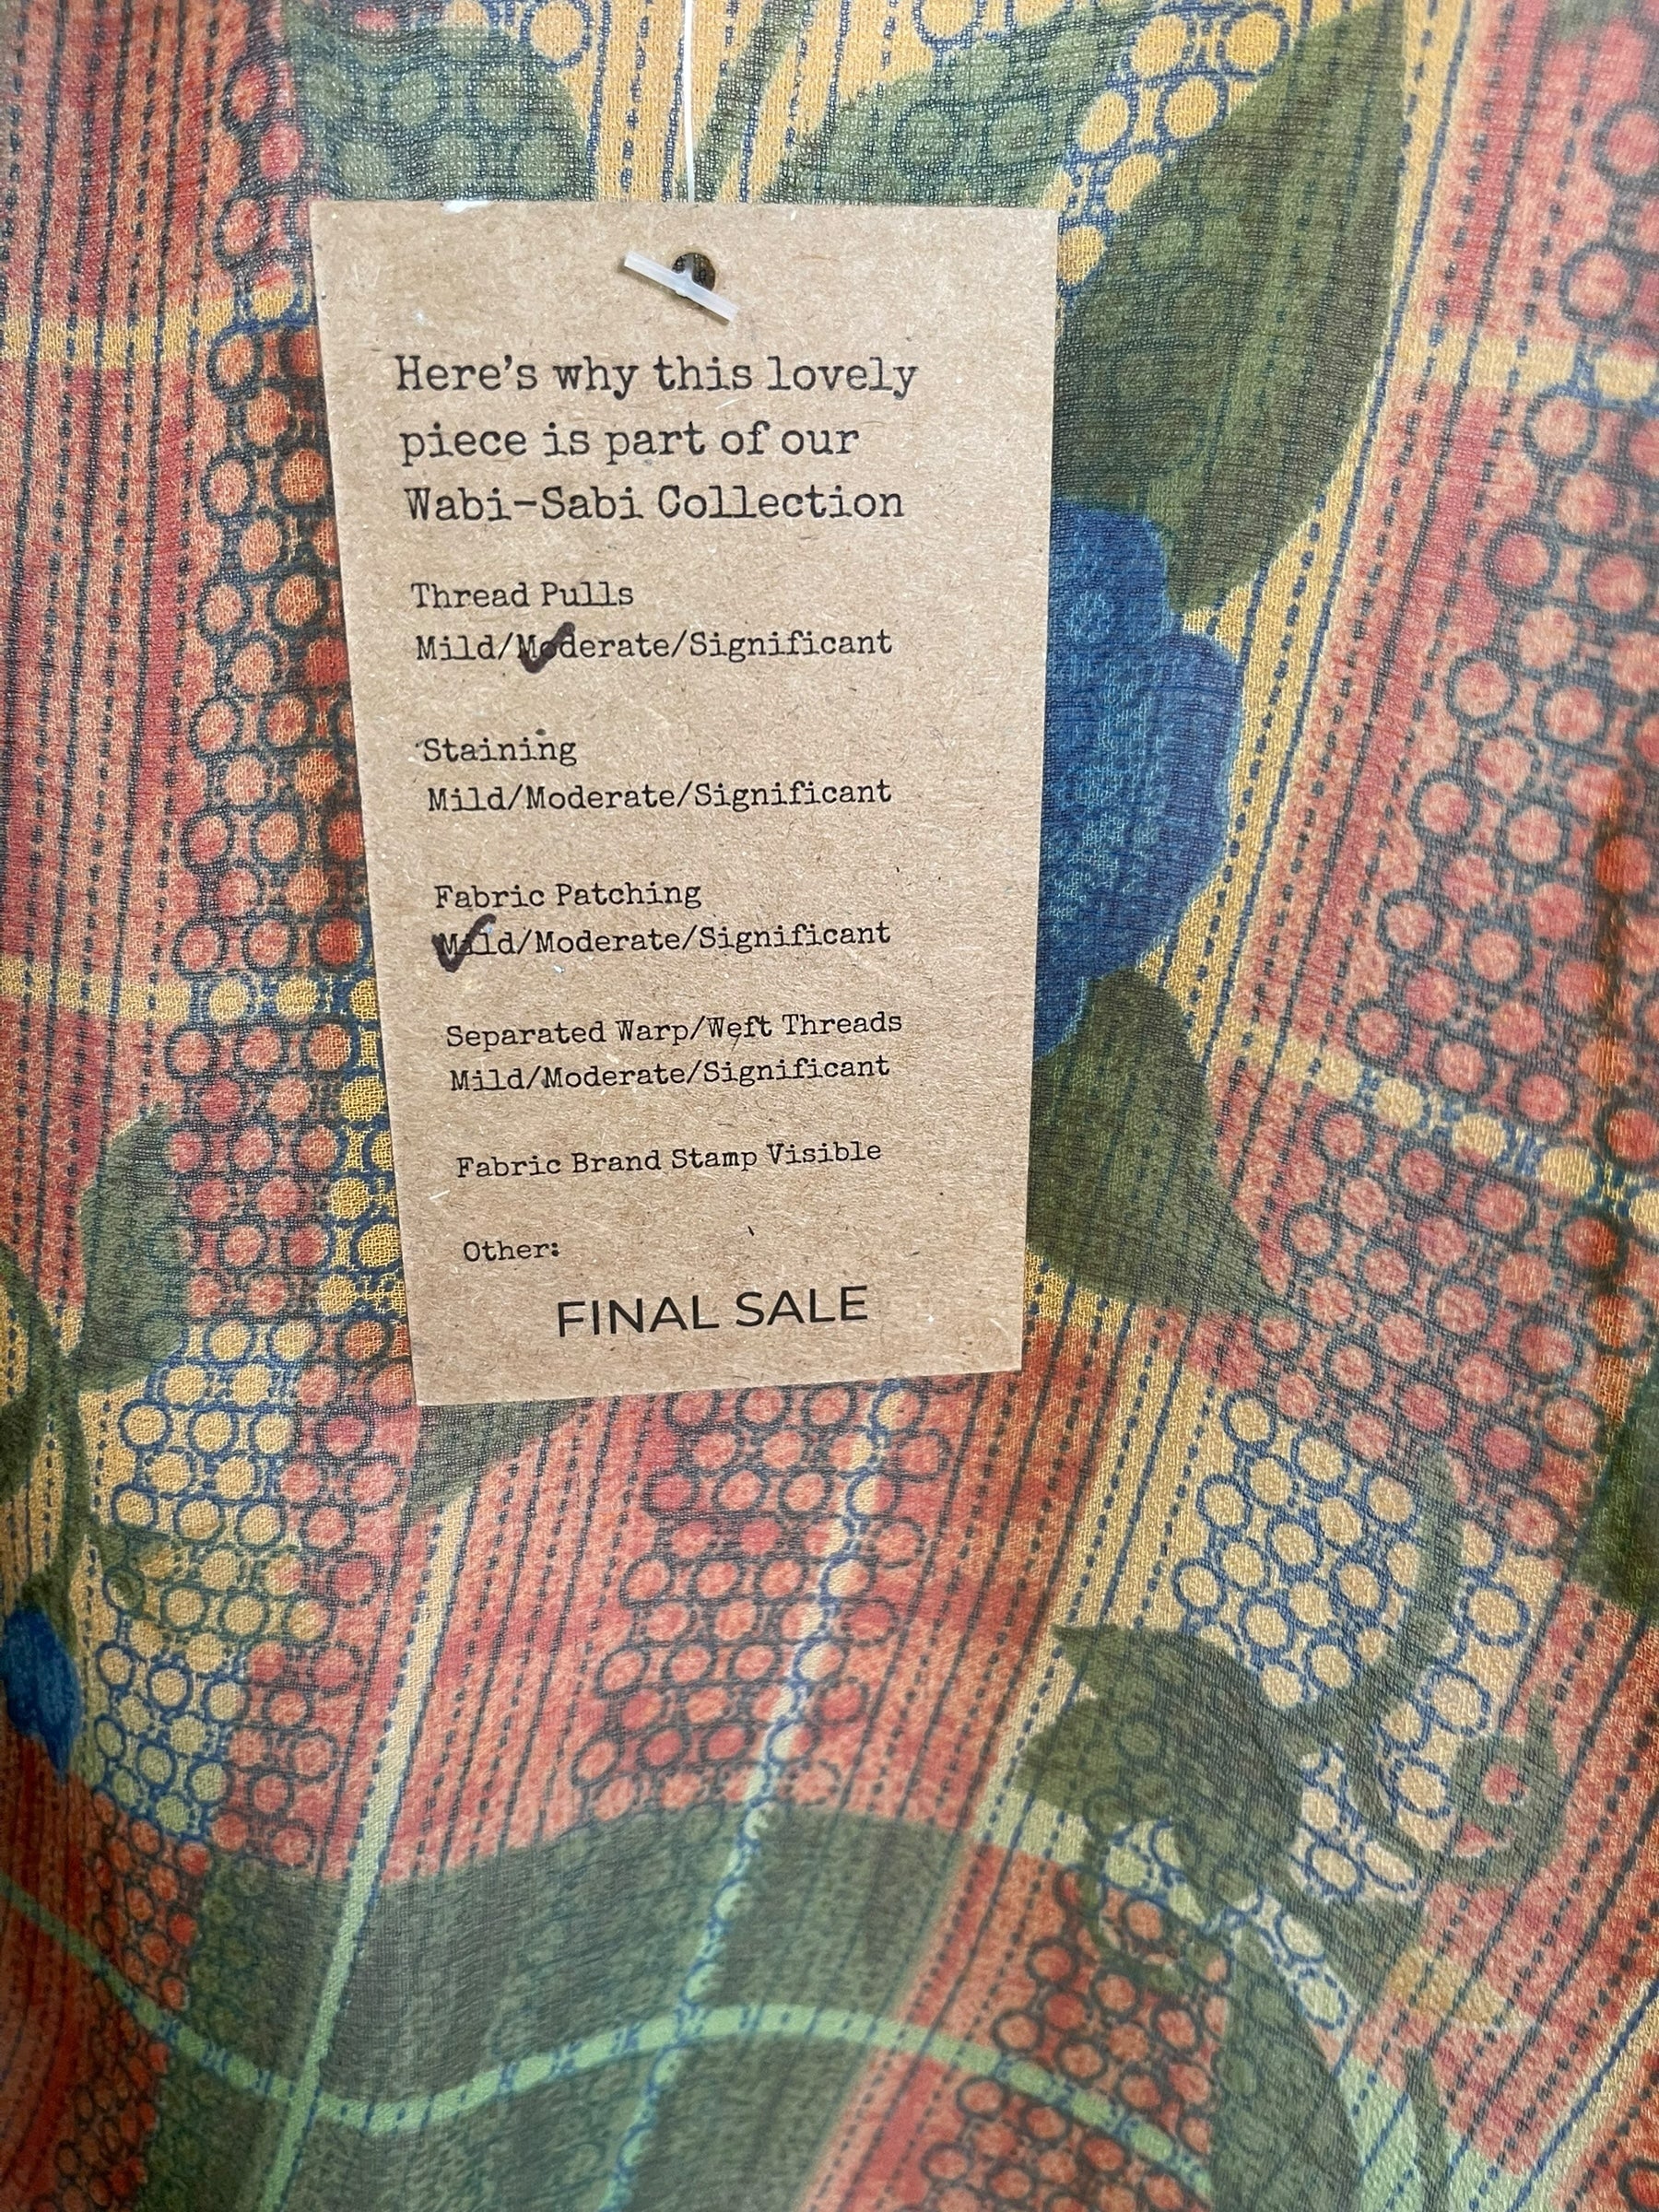 Here's why this lovely
piece is part of our
Wabi-Sabi Collection
Thread Pulls
Mild/Moderate/Significant
Staining
Mild/Moderate/Significant
Fabric Patching
Mild/Moderate/Significant
Separated Warp/Weft Threads
Mild/Moderate/Significant
Fabric Brand Stamp Visible
Other:
FINAL SALE